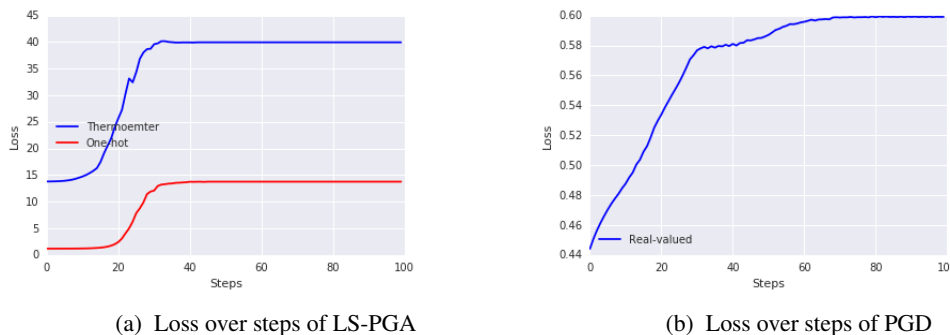 45
40
35
30
25
20
15
10
5
0
Loss
Thermoemter
One-hot
0 20 40 60 80 100
Steps
(a) Loss over steps of LS-PGA
0.60
0.58
0.56
0.54
0.52
0.50
0.48
0.46
0.44
Loss
Real-valued
0 20 40 60 80 10
Steps
(b) Loss over steps of PGD